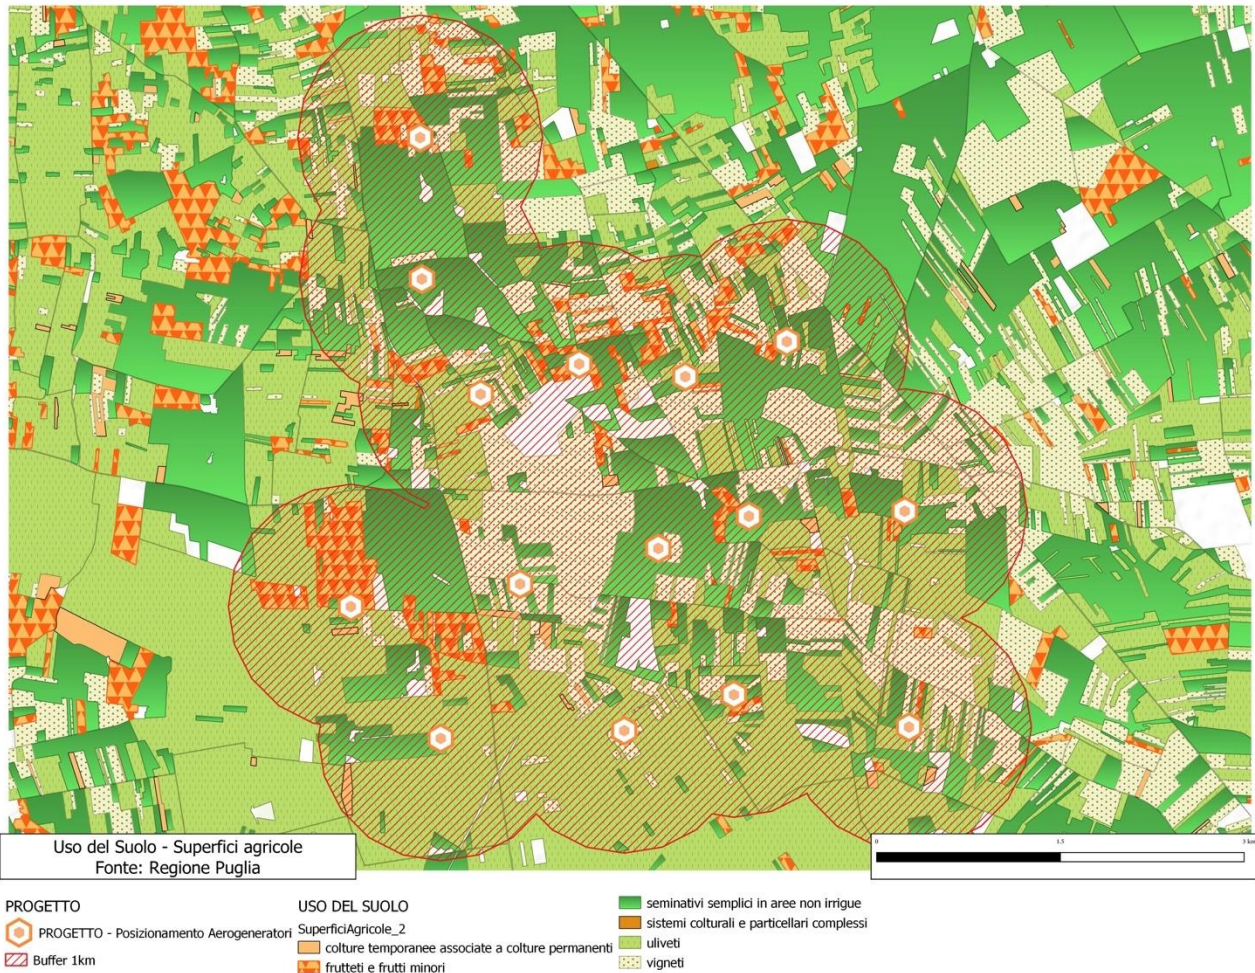 Uso del Suolo - Superfici agricole
Fonte: Regione Puglia
0 1.5 3 km
PROGETTO
PROGETTO - Posizionamento Aerogeneratori
Buffer 1km
USO DEL SUOLO
SuperficiAgricole_2
colture temporanee associate a colture permanenti
frutteti e frutti minori
seminativi semplici in aree non irrigue
sistemi colturali e particellari complessi
uliveti
vigneti